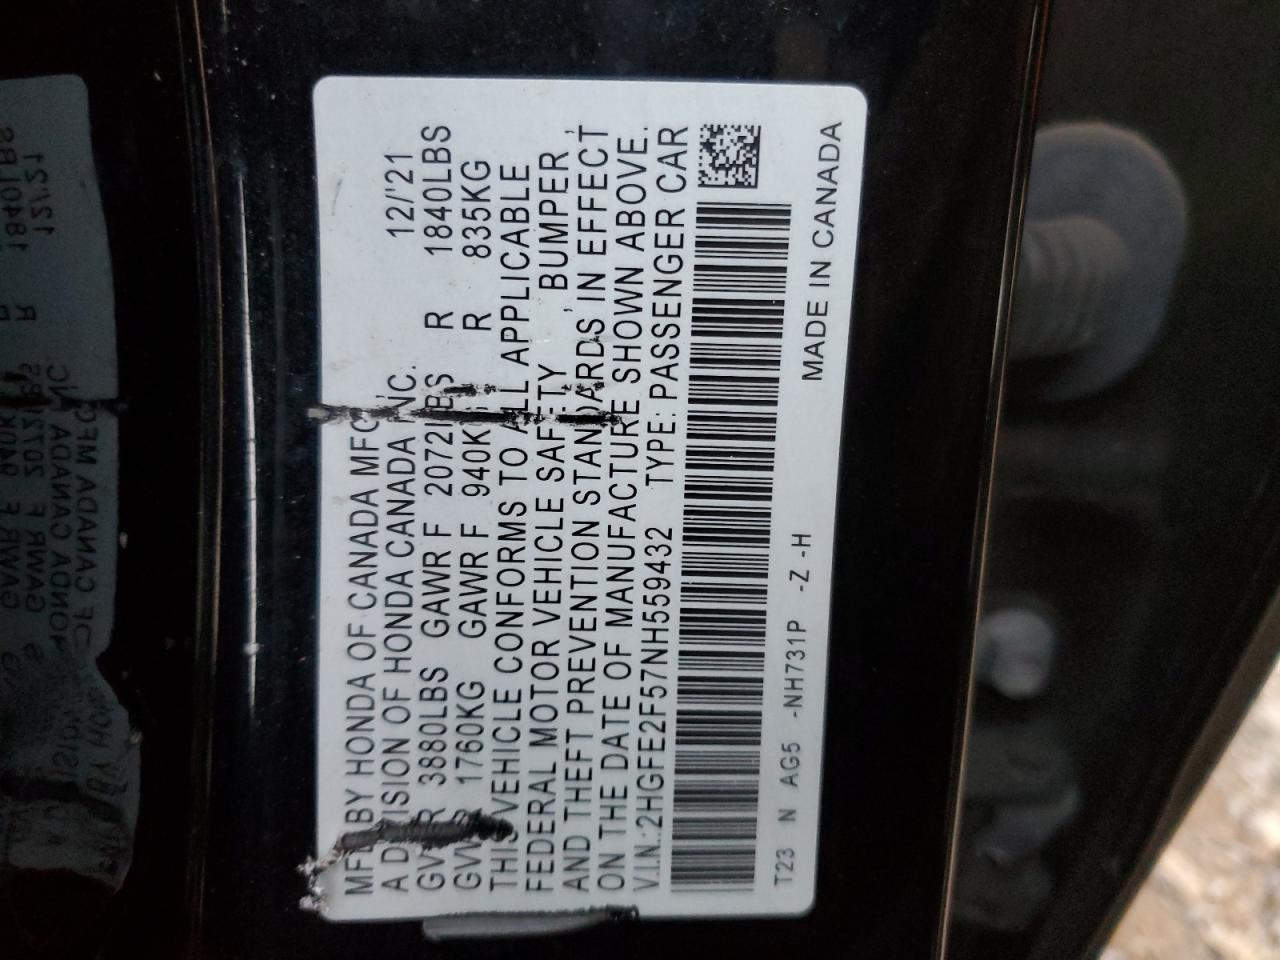 MFD BY HONDA OF CANADA MFG.,
A DIVISION OF HONDA CANADA INC. 12/'21
GVWR 3880LBS GAWR F 2072LBS R 1840LBS
GVWR 1760KG GAWR F 940KG R 835KG
THIS VEHICLE CONFORMS TO ALL APPLICABLE
FEDERAL MOTOR VEHICLE SAFETY , BUMPER ,
AND THEFT PREVENTION STANDARDS IN EFFECT
ON THE DATE OF MANUFACTURE SHOWN ABOVE.
V.I.N.:2HGFE2F57NH559432 TYPE: PASSENGER CAR
T23 N AG5 -NH731P -Z -H MADE IN CANADA